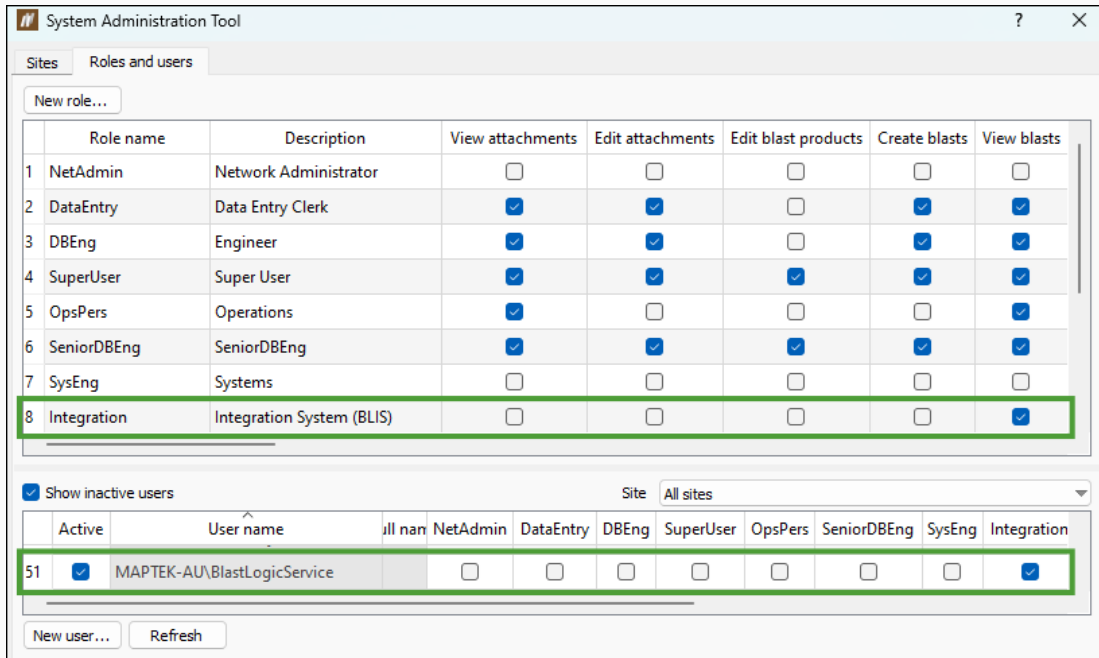 System Administration Tool ?
Sites Roles and users
New role...
Role name Description View attachments Edit attachments Edit blast products Create blasts View blasts
1 NetAdmin Network Administrator
2 DataEntry Data Entry Clerk
3 DBEng Engineer
4 SuperUser Super User
5 OpsPers Operations
6 SeniorDBEng SeniorDBEng
7 SysEng Systems
8 Integration Integration System (BLIS)
Show inactive users Site All sites
Active User name ull nam NetAdmin DataEntry DBEng SuperUser OpsPers SeniorDBEng SysEng Integration
51 MAPTEK-AU\BlastLogicService
New user... Refresh